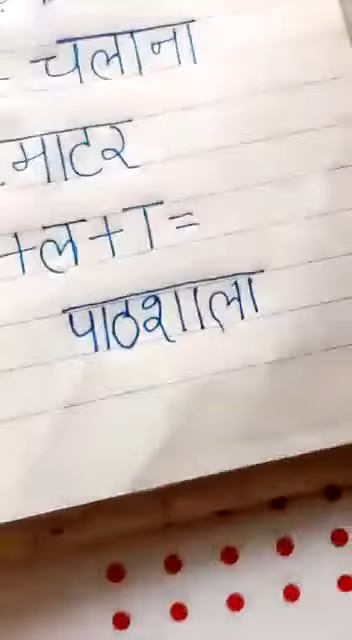 - चलाना
माटर
+ल+ा=
पाठशाला